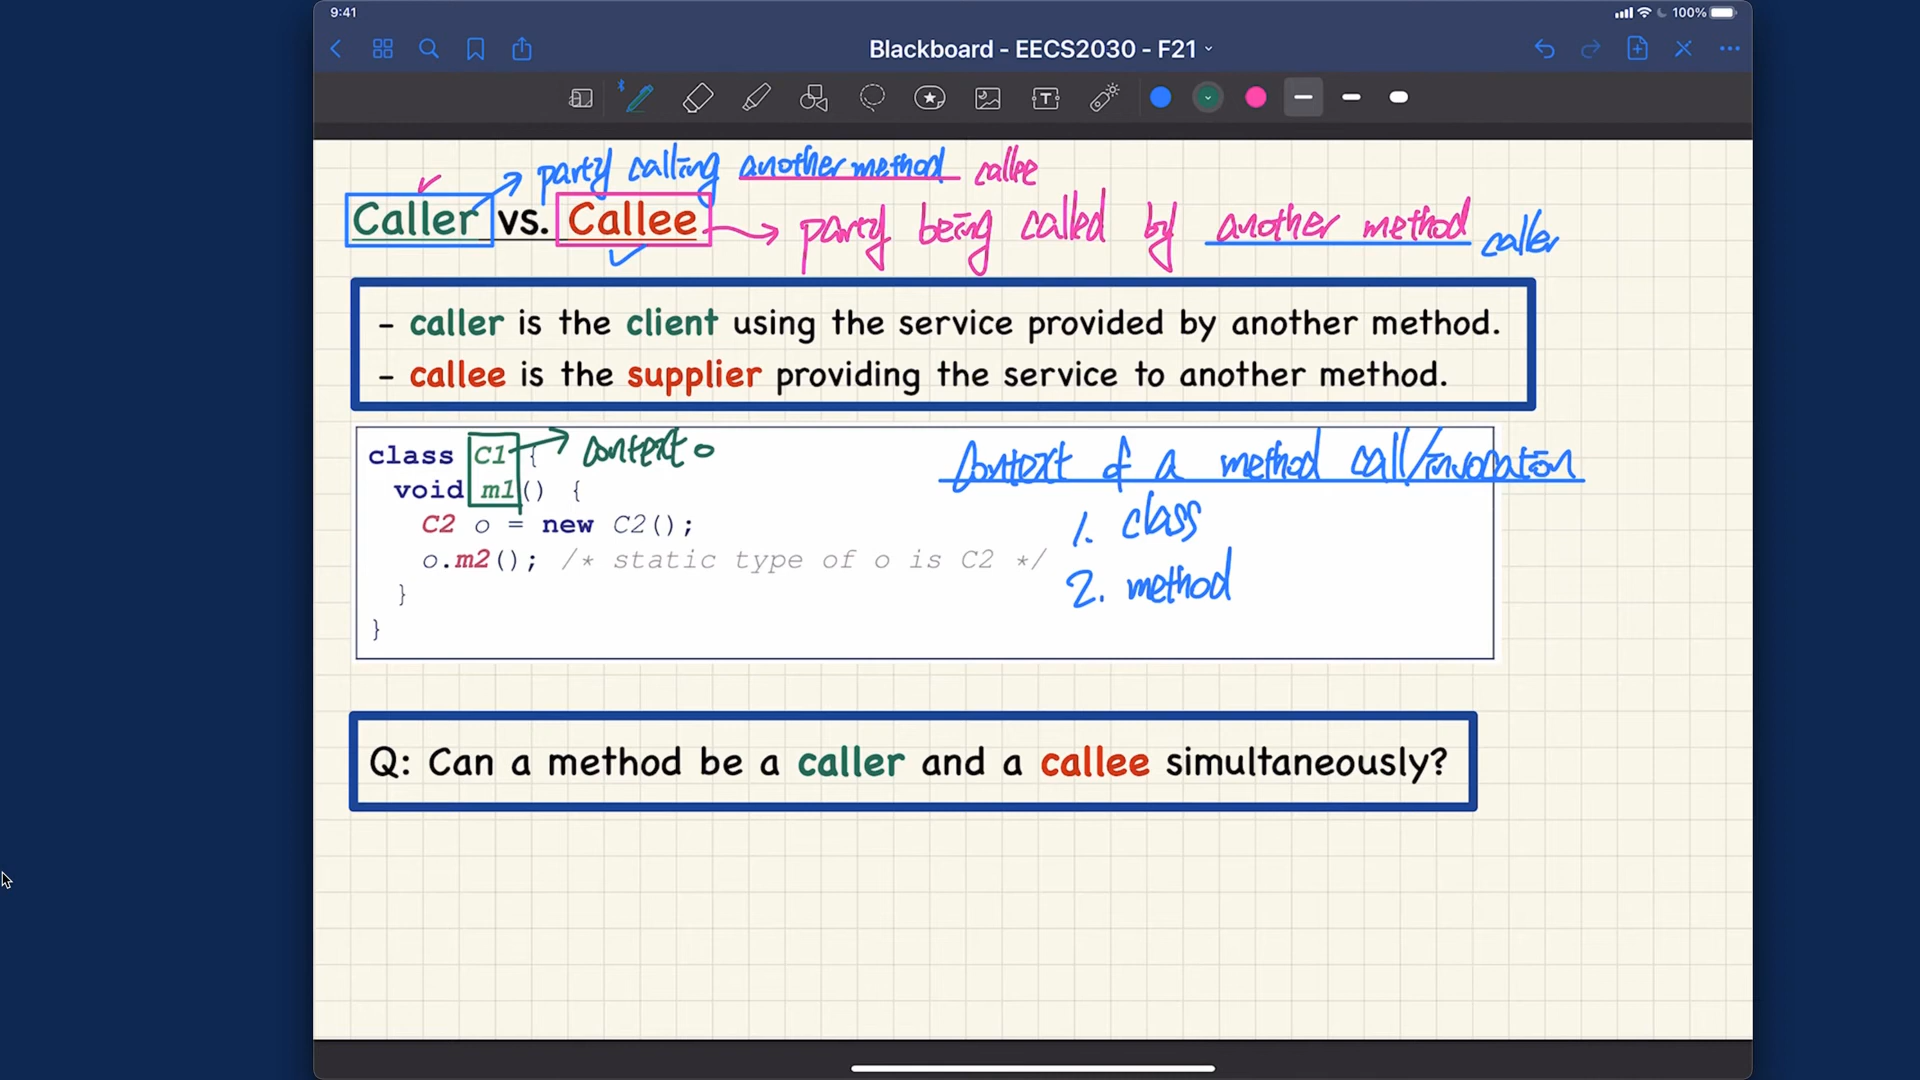 9:41
100%
Blackboard - EECS2030 - F21
party calling another method callee
Caller vs. Callee
party being called by another method caller
- caller is the client using the service provided by another method.
- callee is the supplier providing the service to another method.
class C1 {
context o
void m1() {
C2 o = new C2();
o.m2(); /* static type of o is C2 */
}
}
Context of a method call/invocation
1. class
2. method
Q: Can a method be a caller and a callee simultaneously?